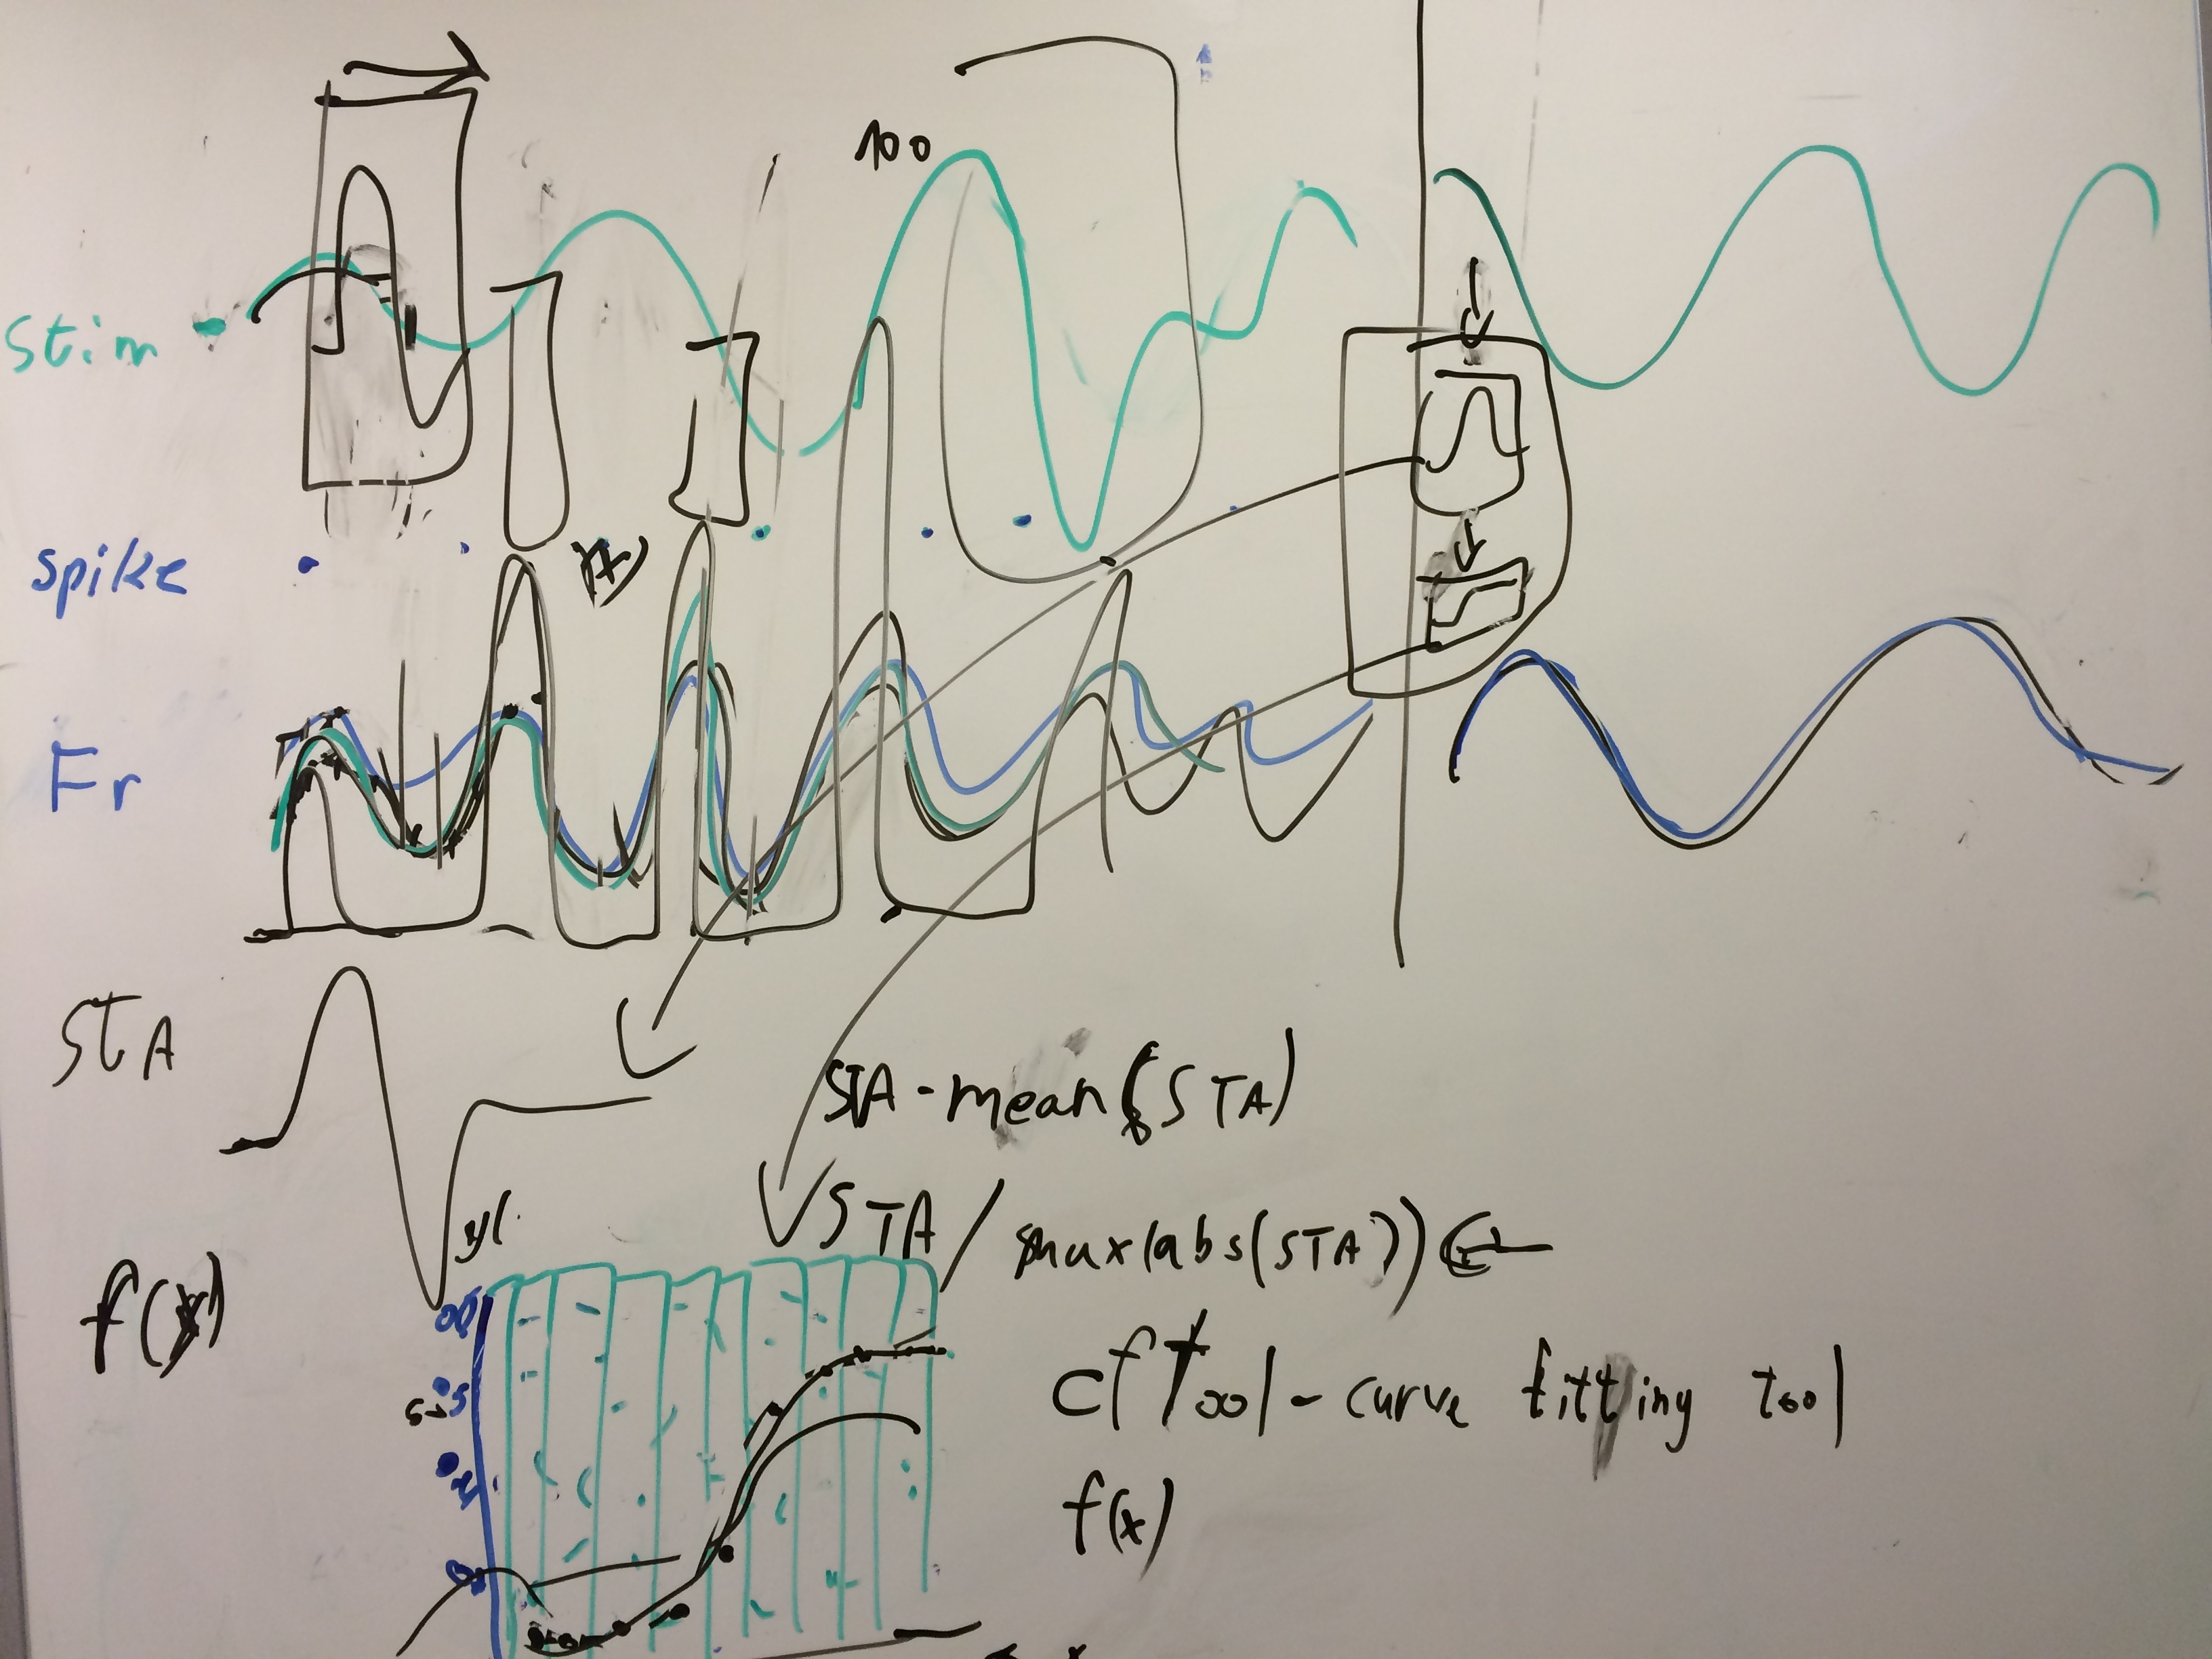 100
stim
spike
Fr
STA
STA - mean(STA)
STA / max(abs(STA))
f(x)
cftool - curve fitting tool
f(x)